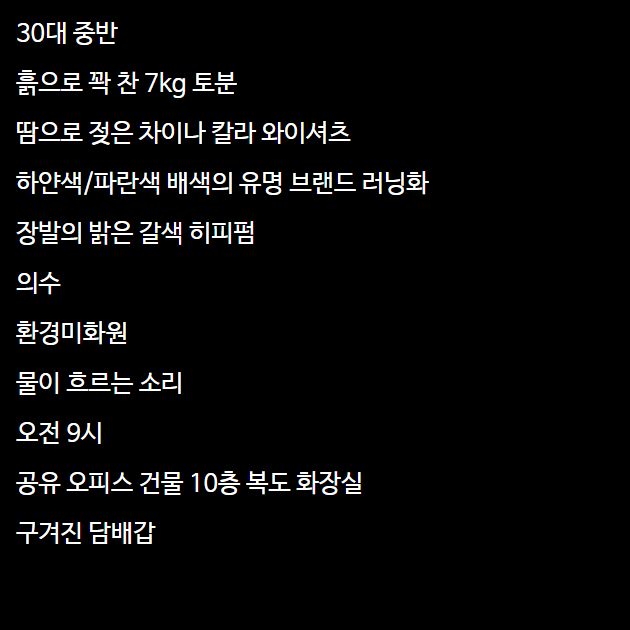 30대 중반
흙으로 꽉 찬 7kg 토분
땀으로 젖은 차이나 칼라 와이셔츠
하얀색/파란색 배색의 유명 브랜드 러닝화
장발의 밝은 갈색 히피펌
의수
환경미화원
물이 흐르는 소리
오전 9시
공유 오피스 건물 10층 복도 화장실
구겨진 담배갑